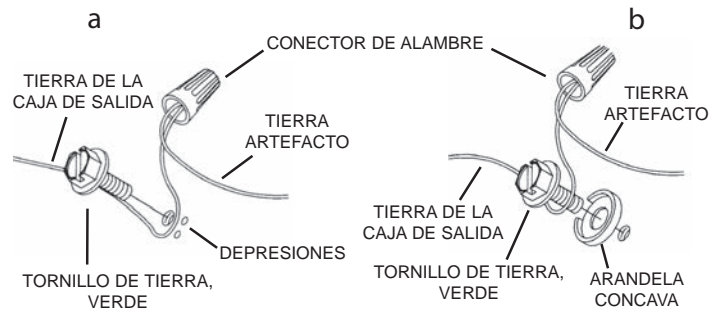 a
b
CONECTOR DE ALAMBRE
TIERRA DE LA
CAJA DE SALIDA
TIERRA
ARTEFACTO
TIERRA
ARTEFACTO
DEPRESIONES
TORNILLO DE TIERRA,
VERDE
TIERRA DE LA
CAJA DE SALIDA
TORNILLO DE TIERRA,
VERDE
ARANDELA
CONCAVA